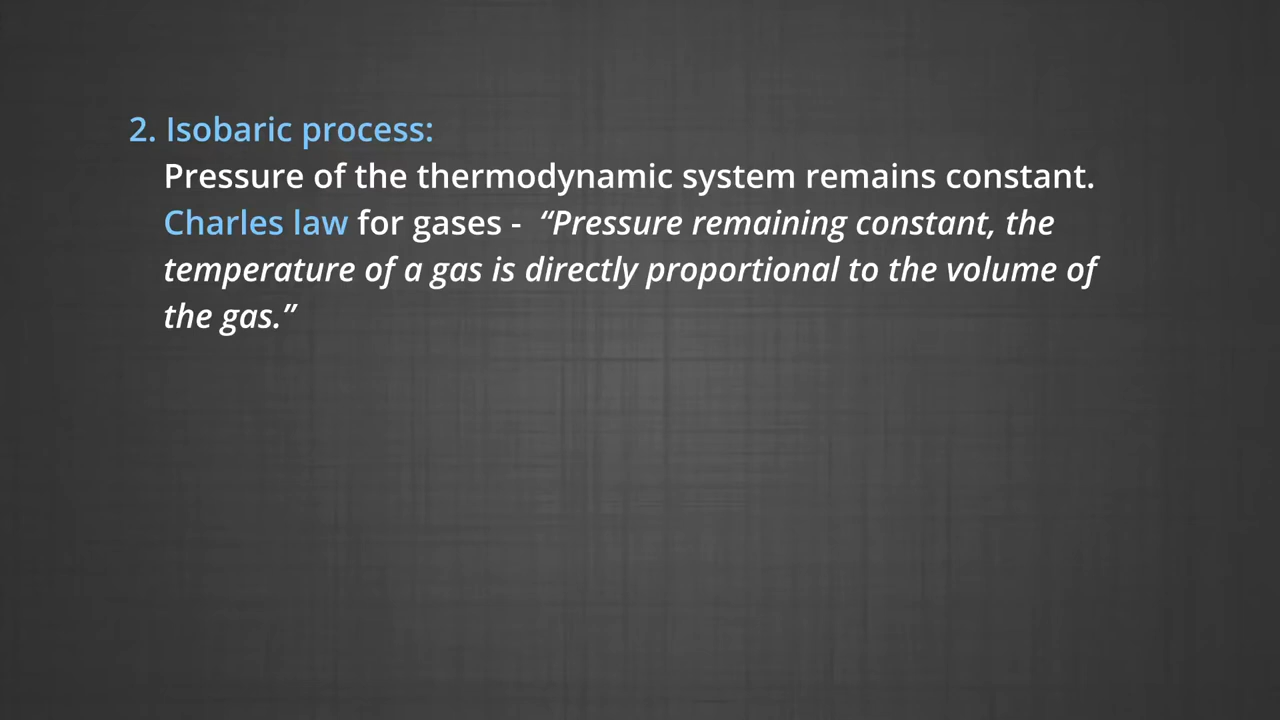 2. Isobaric process:
Pressure of the thermodynamic system remains constant.
Charles law for gases - “Pressure remaining constant, the
temperature of a gas is directly proportional to the volume of
the gas.”